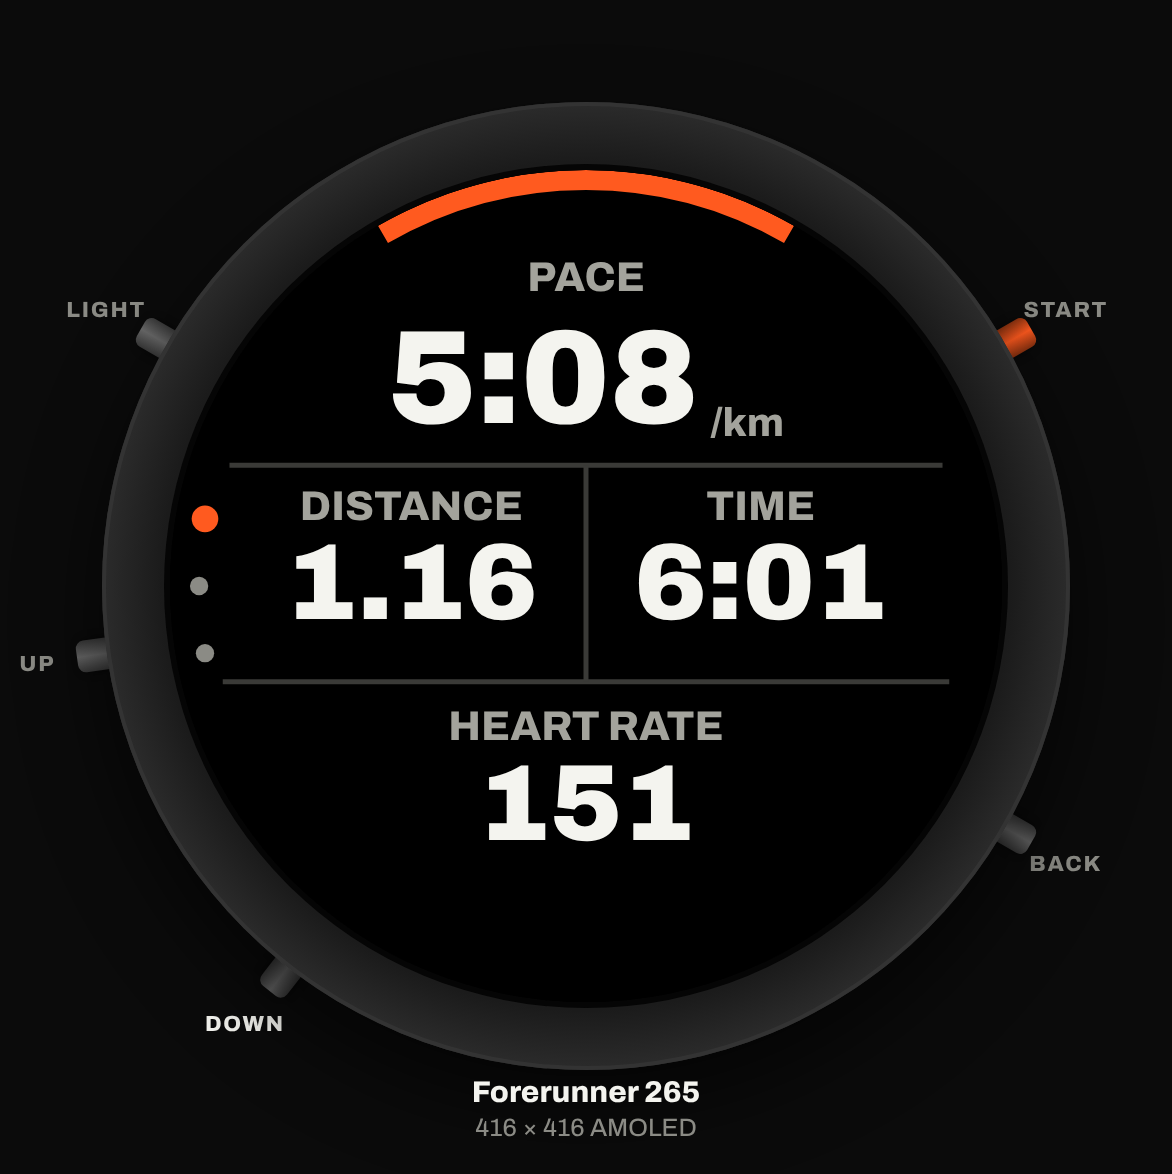 PACE
5:08 /km
LIGHT
START
DISTANCE
TIME
1.16
6:01
UP
HEART RATE
151
BACK
DOWN
Forerunner 265
416 × 416 AMOLED